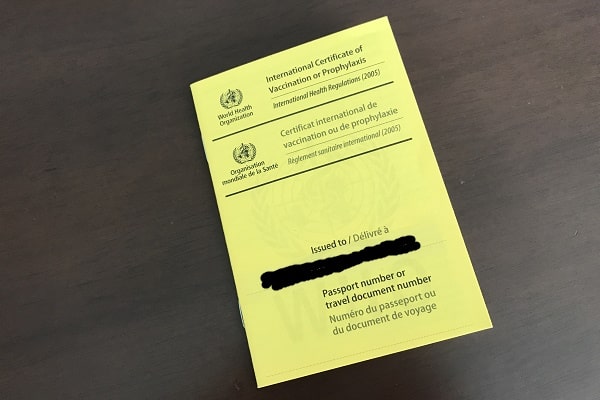 International Certificate of
Vaccination or Prophylaxis
International Health Regulations (2005)
World Health
Organization
Certificat international de
vaccination ou de prophylaxie
Règlement sanitaire international (2005)
Organisation
mondiale de la Santé
Issued to / Délivré à
Passport number or
travel document number
Numéro du passeport ou
du document de voyage